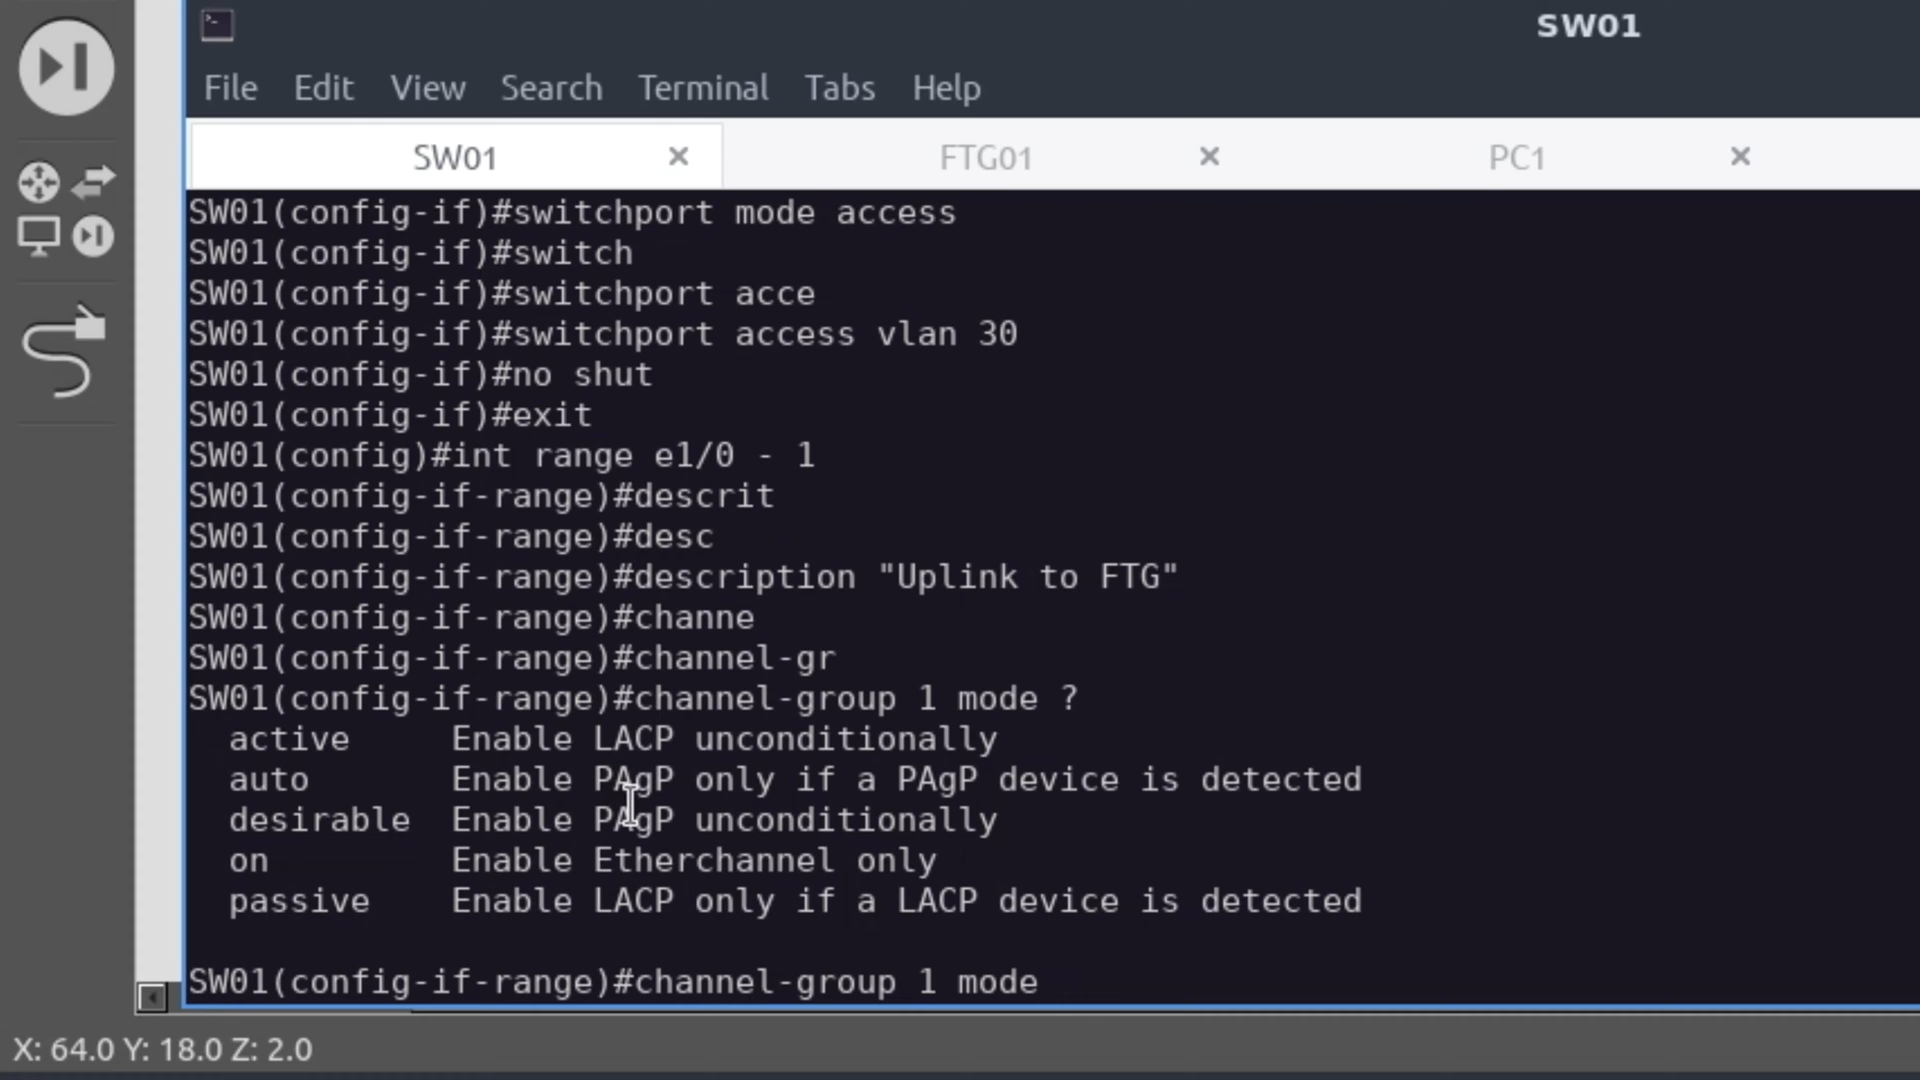 SW01
File Edit View Search Terminal Tabs Help
SW01 × FTG01 × PC1 ×
SW01(config-if)#switchport mode access
SW01(config-if)#switch
SW01(config-if)#switchport acce
SW01(config-if)#switchport access vlan 30
SW01(config-if)#no shut
SW01(config-if)#exit
SW01(config)#int range e1/0 - 1
SW01(config-if-range)#descrit
SW01(config-if-range)#desc
SW01(config-if-range)#description "Uplink to FTG"
SW01(config-if-range)#channe
SW01(config-if-range)#channel-gr
SW01(config-if-range)#channel-group 1 mode ?
active Enable LACP unconditionally
auto Enable PAgP only if a PAgP device is detected
desirable Enable PAgP unconditionally
on Enable Etherchannel only
passive Enable LACP only if a LACP device is detected
SW01(config-if-range)#channel-group 1 mode
X: 64.0 Y: 18.0 Z: 2.0